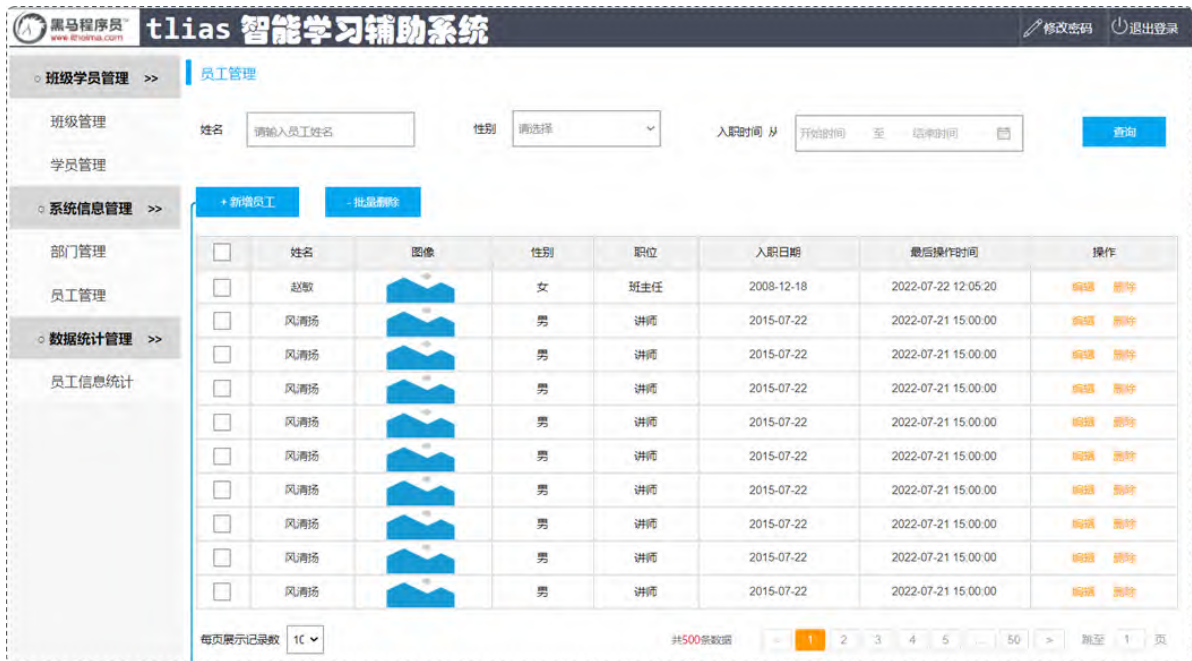 黑马程序员 www.itheima.com tlias 智能学习辅助系统 修改密码 退出登录
班级学员管理 >>
班级管理
学员管理
系统信息管理 >>
部门管理
员工管理
数据统计管理 >>
员工信息统计
员工管理
姓名 请输入员工姓名 性别 请选择 入职时间 从 开始时间 至 结束时间 查询
+ 新增员工 - 批量删除
姓名 图像 性别 职位 入职日期 最后操作时间 操作
赵敏 女 班主任 2008-12-18 2022-07-22 12:05:20 编辑 删除
风清扬 男 讲师 2015-07-22 2022-07-21 15:00:00 编辑 删除
风清扬 男 讲师 2015-07-22 2022-07-21 15:00:00 编辑 删除
风清扬 男 讲师 2015-07-22 2022-07-21 15:00:00 编辑 删除
风清扬 男 讲师 2015-07-22 2022-07-21 15:00:00 编辑 删除
风清扬 男 讲师 2015-07-22 2022-07-21 15:00:00 编辑 删除
风清扬 男 讲师 2015-07-22 2022-07-21 15:00:00 编辑 删除
风清扬 男 讲师 2015-07-22 2022-07-21 15:00:00 编辑 删除
风清扬 男 讲师 2015-07-22 2022-07-21 15:00:00 编辑 删除
风清扬 男 讲师 2015-07-22 2022-07-21 15:00:00 编辑 删除
每页展示记录数 10 共500条数据 < 1 2 3 4 5 ... 50 > 跳至 1 页